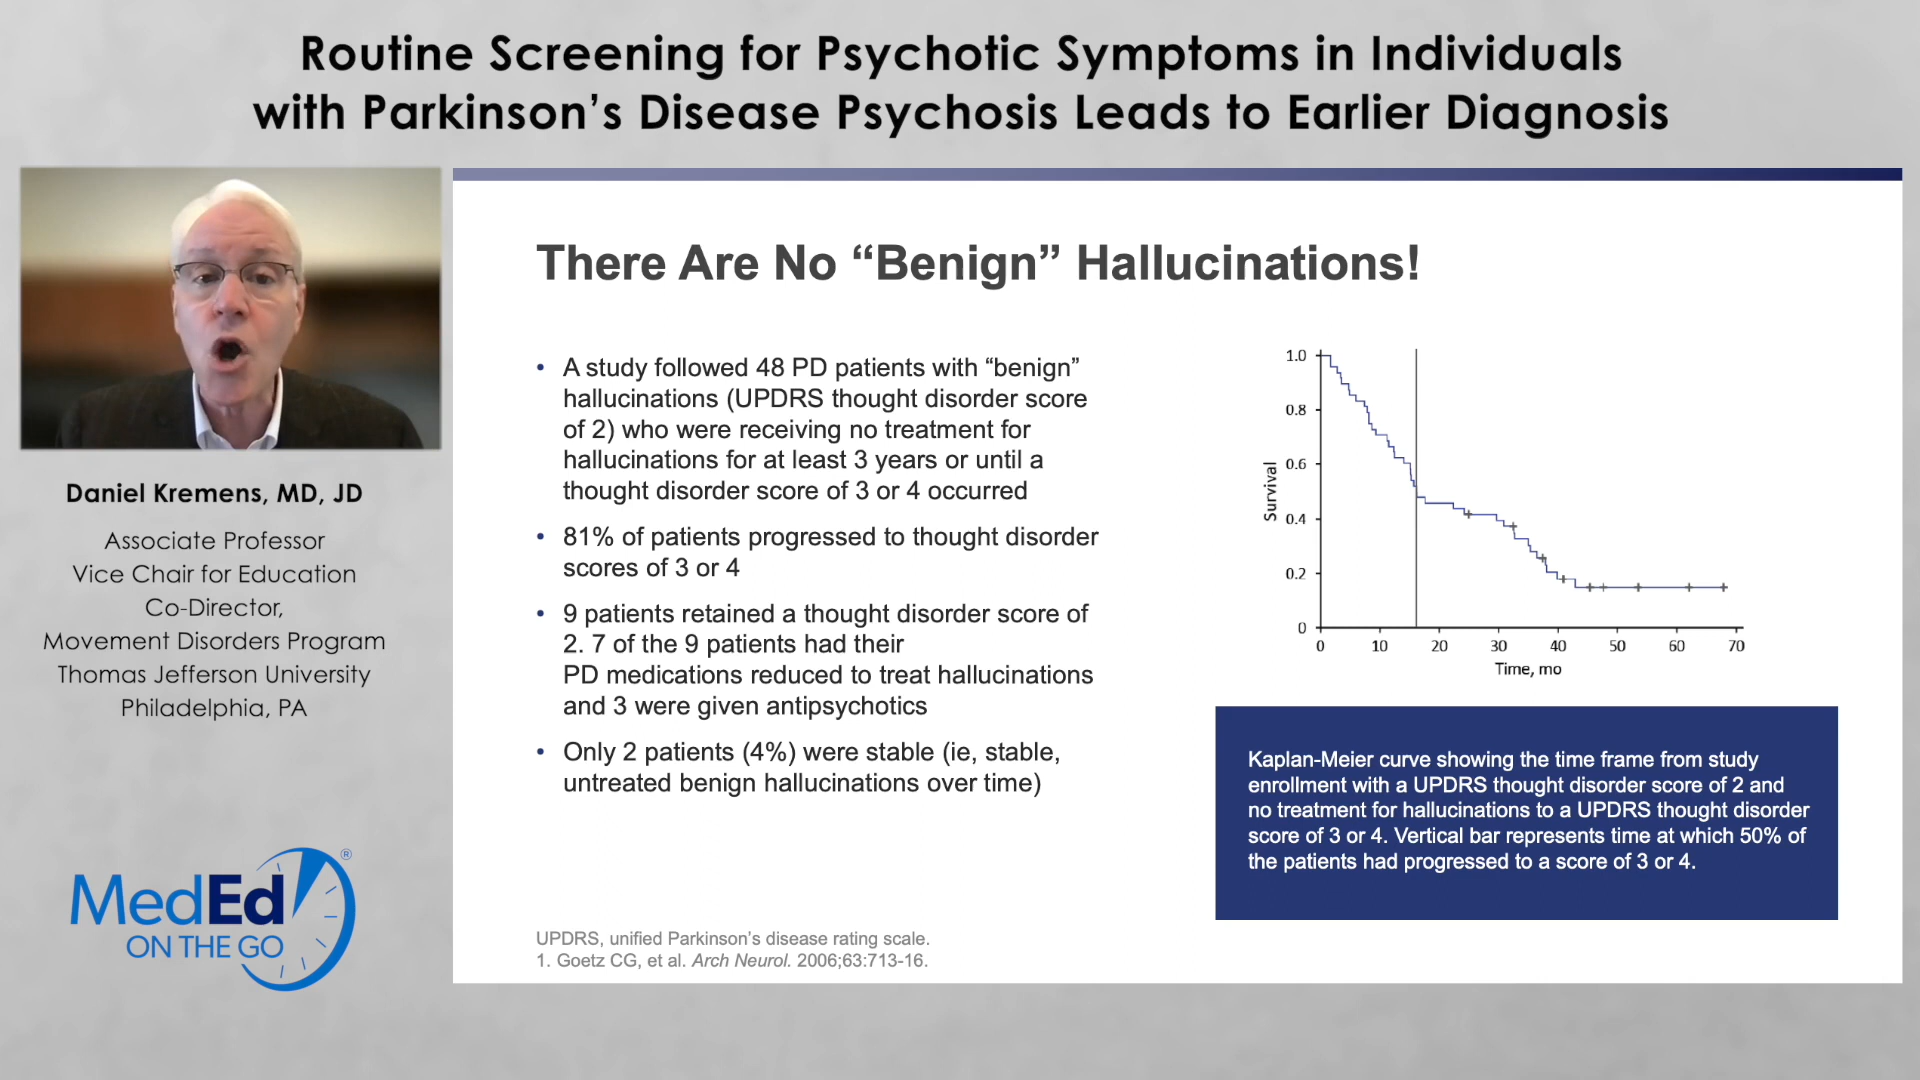 Routine Screening for Psychotic Symptoms in Individuals
with Parkinson’s Disease Psychosis Leads to Earlier Diagnosis
Daniel Kremens, MD, JD
Associate Professor
Vice Chair for Education
Co-Director,
Movement Disorders Program
Thomas Jefferson University
Philadelphia, PA
MedEd®
ON THE GO
There Are No “Benign” Hallucinations!
• A study followed 48 PD patients with “benign”
hallucinations (UPDRS thought disorder score
of 2) who were receiving no treatment for
hallucinations for at least 3 years or until a
thought disorder score of 3 or 4 occurred
• 81% of patients progressed to thought disorder
scores of 3 or 4
• 9 patients retained a thought disorder score of
2. 7 of the 9 patients had their
PD medications reduced to treat hallucinations
and 3 were given antipsychotics
• Only 2 patients (4%) were stable (ie, stable,
untreated benign hallucinations over time)
UPDRS, unified Parkinson’s disease rating scale.
1. Goetz CG, et al. Arch Neurol. 2006;63:713-16.
Survival
1.0
0.8
0.6
0.4
0.2
0
0 10 20 30 40 50 60 70
Time, mo
Kaplan-Meier curve showing the time frame from study
enrollment with a UPDRS thought disorder score of 2 and
no treatment for hallucinations to a UPDRS thought disorder
score of 3 or 4. Vertical bar represents time at which 50% of
the patients had progressed to a score of 3 or 4.